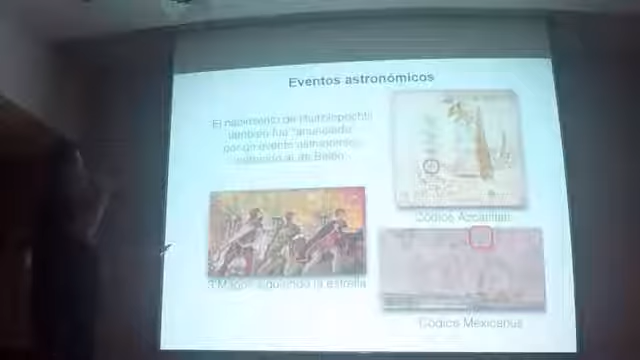 Eventos astronómicos
El nacimiento de Huitzilopochtli
también fue "anunciado"
por un evento astronómico
similar al de Belén
3 Magos siguiendo la estrella
Códice Azcatitlan
Códice Mexicanus